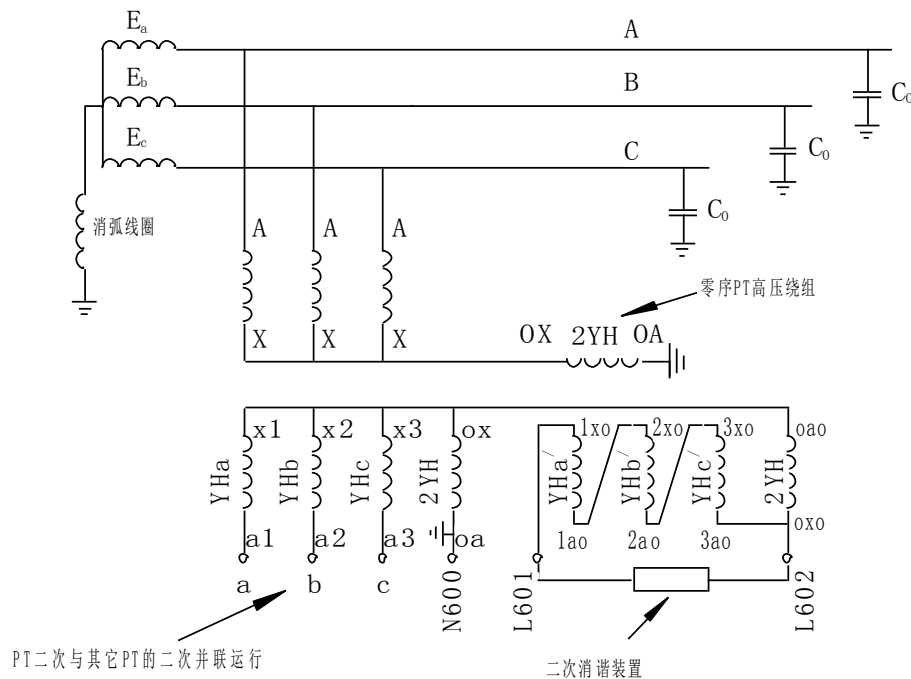 Ea
A
Eb
B
C0
Ec
C
C0
C0
消弧线圈
A A A
零序PT高压绕组
X X X
OX 2YH OA
x1 x2 x3 ox
1xo 2xo 3xo oao
YHa YHb YHc 2YH
YHa′ YHb′ YHc′ 2YH
a1 a2 a3 oa
1ao 2ao 3ao oxo
a b c N600
L601 L602
PT二次与其它PT的二次并联运行
二次消谐装置